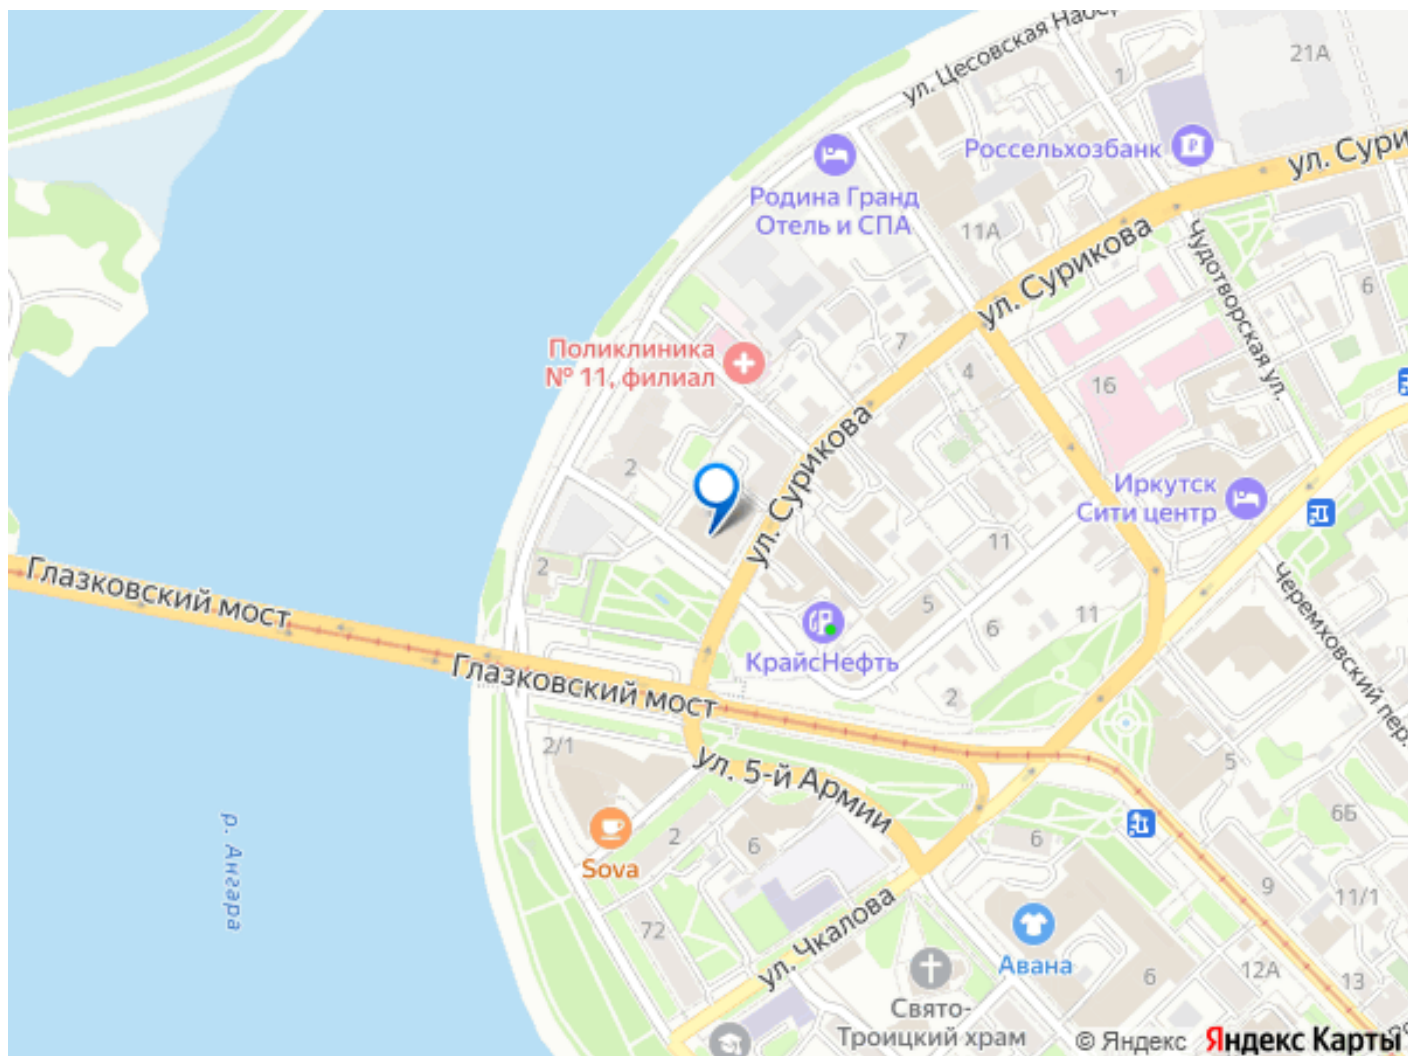 ул. Цесовская Набер
21А
1
Россельхозбанк
ул. Сури
Родина Гранд
Отель и СПА
11А
ул. Сурикова
Чудотворская ул.
6
7
Поликлиника
№ 11, филиал
4
16
ул. Сурикова
2
Иркутск
Сити центр
11
2
Глазковский мост
5
6
11
Черемховский пер.
КрайсНефть
Глазковский мост
2
2/1
5
ул. 5-й Армии
р. Ангара
6Б
Sova
2
6
6
9
11/1
72
ул. Чкалова
Авана
6
12А
13
Свято-
Троицкий храм
© Яндекс Яндекс Карты